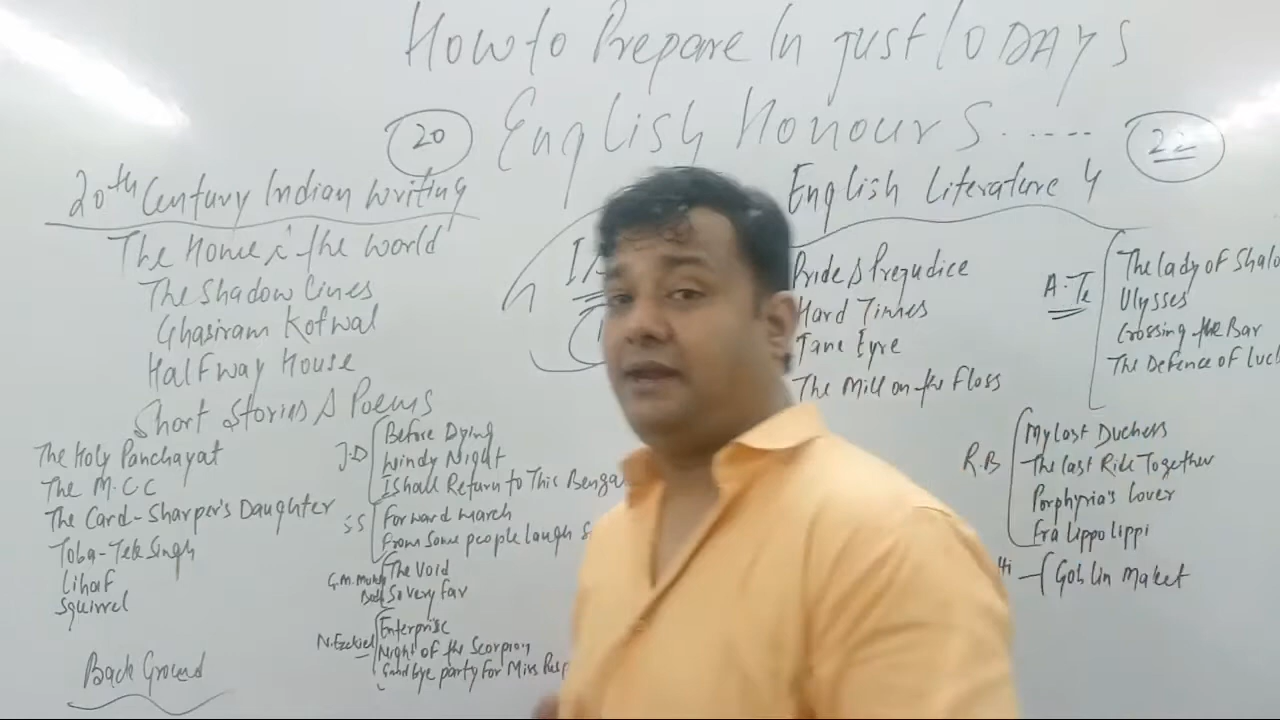 How to Prepare In just 10 DAYS
20 English Honours......
20th Century Indian Writing
The Home & the World
The Shadow Lines
Ghasiram Kotwal
Halfway House
Short Stories & Poems
The Holy Panchayat
The M.C.C
The Card-Sharper's Daughter
Toba-Tek Singh
Lihaf
Squirrel
Back Ground
J.D
Before Dying
Windy Night
I Shall Return to This Benga
S.S
Forward march
From Some people laugh
G.M. Mukti
The Void
So very far
N. Ezekiel
Enterprise
Night of the Scorpion
Goodbye party for Miss Pusp
English Literature 4
Pride & Prejudice
Hard Times
Jane Eyre
The Mill on the Floss
A.Te
The Lady of Shalo
Ulysses
Crossing the Bar
The Defence of Luc
R.B
My Last Duchess
The Last Ride Together
Porphyria's Lover
Fra Lippo Lippi
Goblin Maket